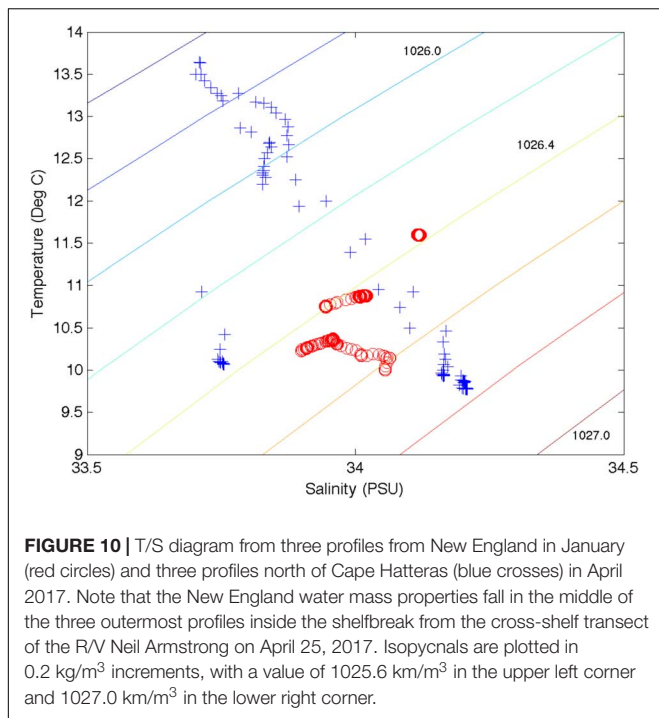 14
13.5
13
12.5
12
11.5
11
10.5
10
9.5
9
Temperature (Deg C)
1026.0
1026.4
1027.0
33.5
34
34.5
Salinity (PSU)
FIGURE 10 | T/S diagram from three profiles from New England in January
(red circles) and three profiles north of Cape Hatteras (blue crosses) in April
2017. Note that the New England water mass properties fall in the middle of
the three outermost profiles inside the shelfbreak from the cross-shelf transect
of the R/V Neil Armstrong on April 25, 2017. Isopycnals are plotted in
0.2 kg/m³ increments, with a value of 1025.6 km/m³ in the upper left corner
and 1027.0 km/m³ in the lower right corner.